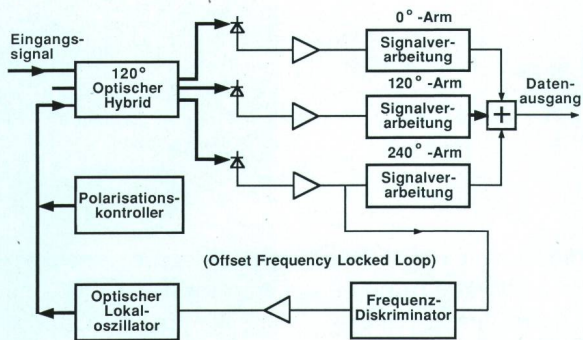 Eingangs-
signal
120°
Optischer
Hybrid
0° -Arm
Signalver-
arbeitung
120° -Arm
Signalver-
arbeitung
240° -Arm
Signalver-
arbeitung
+
Daten-
ausgang
Polarisations-
kontroller
(Offset Frequency Locked Loop)
Optischer
Lokal-
oszillator
Frequenz-
Diskriminator